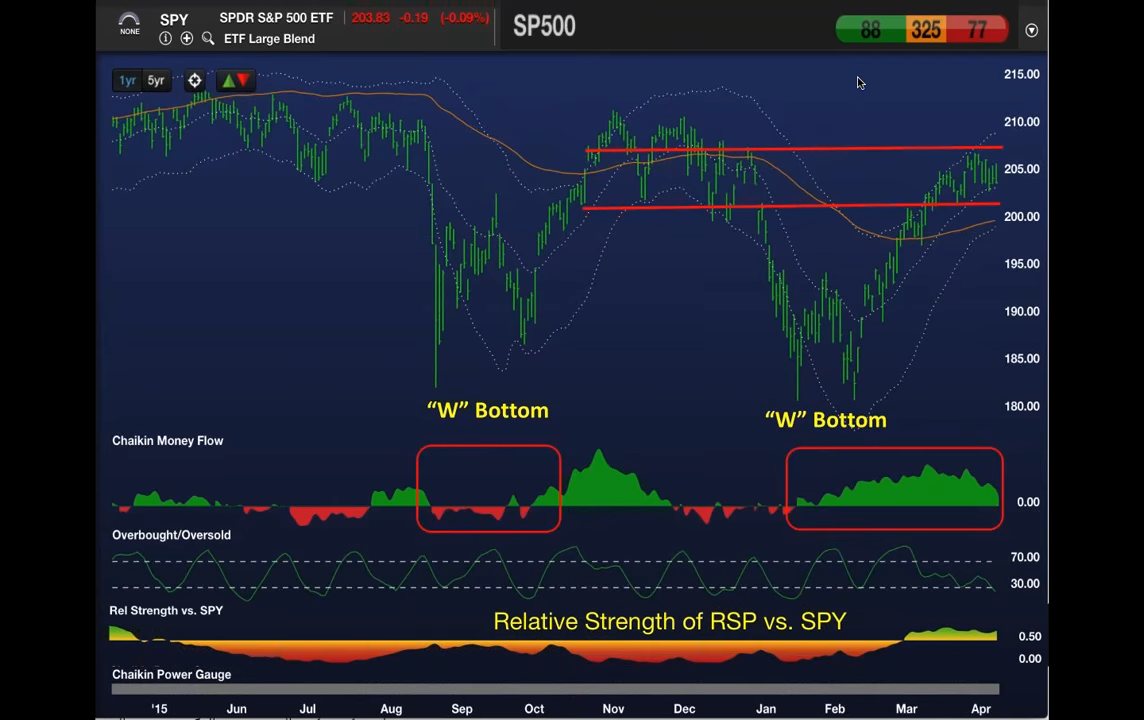 SPY
SPDR S&P 500 ETF
203.83 -0.19 (-0.09%)
NONE
ETF Large Blend
SP500
88 325 77
1yr 5yr
215.00
210.00
205.00
200.00
195.00
190.00
185.00
180.00
“W” Bottom
“W” Bottom
Chaikin Money Flow
0.00
Overbought/Oversold
70.00
30.00
Rel Strength vs. SPY
Relative Strength of RSP vs. SPY
0.50
0.00
Chaikin Power Gauge
'15 Jun Jul Aug Sep Oct Nov Dec Jan Feb Mar Apr